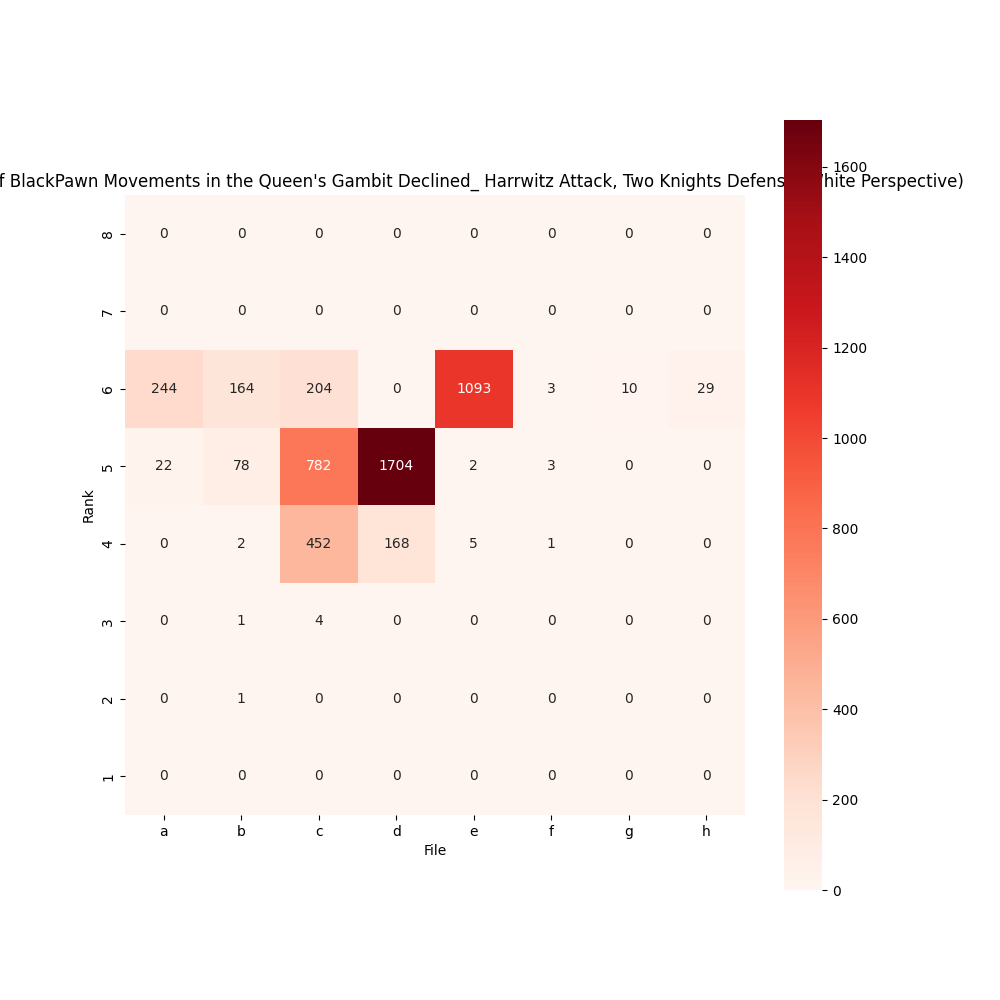 f BlackPawn Movements in the Queen's Gambit Declined_ Harrwitz Attack, Two Knights Defens hite Perspective)
1600
8 0 0 0 0 0 0 0 0
1400
7 0 0 0 0 0 0 0 0
1200
6 244 164 204 0 1093 3 10 29
1000
5 22 78 782 1704 2 3 0 0
Rank
800
4 0 2 452 168 5 1 0 0
600
3 0 1 4 0 0 0 0 0
2 0 1 0 0 0 0 0 0
400
1 0 0 0 0 0 0 0 0
200
a b c d e f g h
File
0